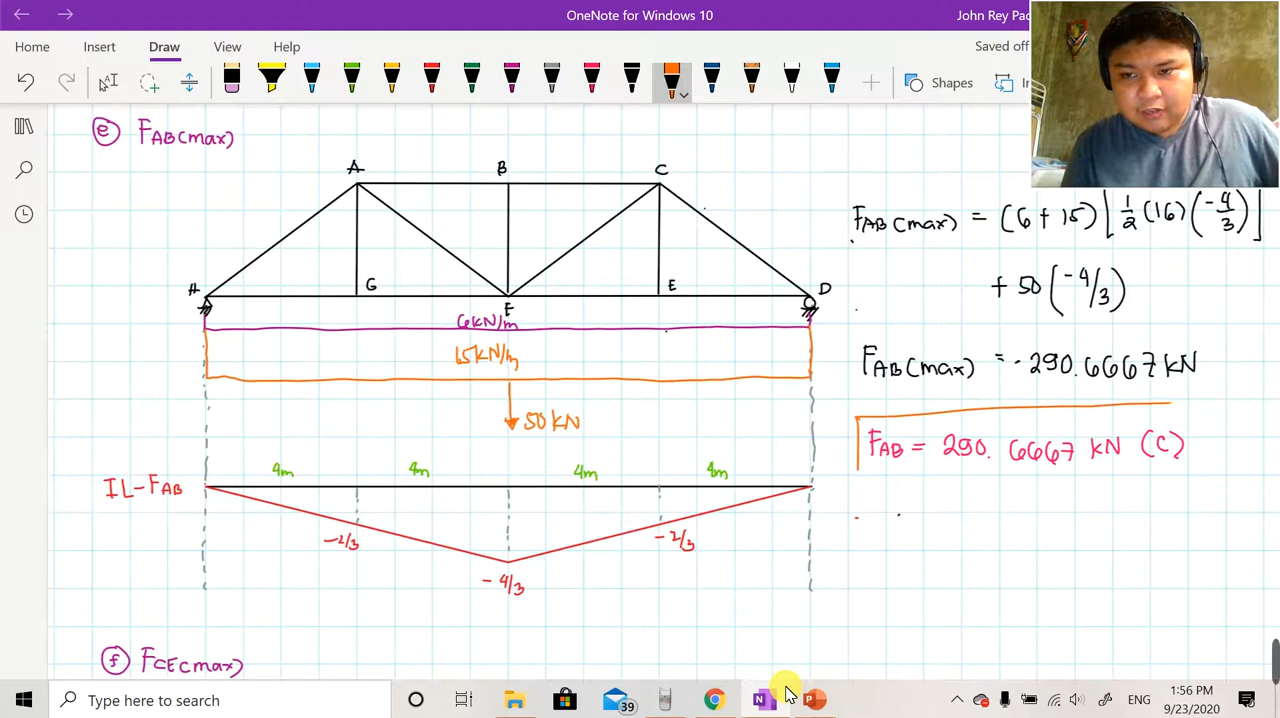 OneNote for Windows 10
John Rey Pac
Home Insert Draw View Help
Saved off
Shapes
In
e FAB(max)
A B C
H G F E D
6kN/m
15kN/m
50 kN
4m 4m 4m 4m
IL-FAB
-2/3 -2/3
-4/3
FAB(max) = (6+15)[1/2(16)(-4/3)]
+ 50(-4/3)
FAB(max) = -290.6667 kN
FAB = 290.6667 kN (C)
f FCE(max)
Type here to search
39
ENG
1:56 PM
9/23/2020